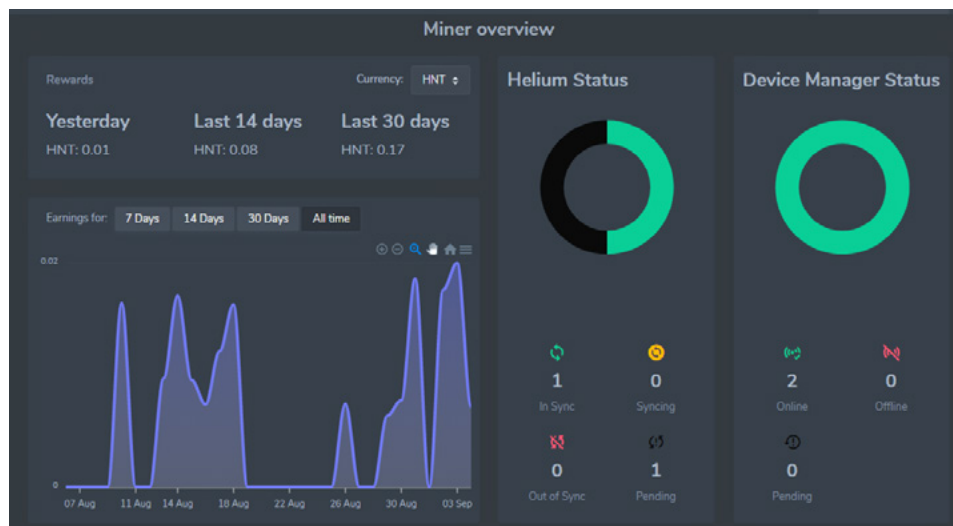 Miner overview
Rewards
Currency: HNT
Yesterday Last 14 days Last 30 days
HNT: 0.01 HNT: 0.08 HNT: 0.17
Earnings for: 7 Days 14 Days 30 Days All time
0.02
0
07 Aug 11 Aug 14 Aug 18 Aug 22 Aug 26 Aug 30 Aug 03 Sep
Helium Status
1 0
In Sync Syncing
0 1
Out of Sync Pending
Device Manager Status
2 0
Online Offline
0
Pending